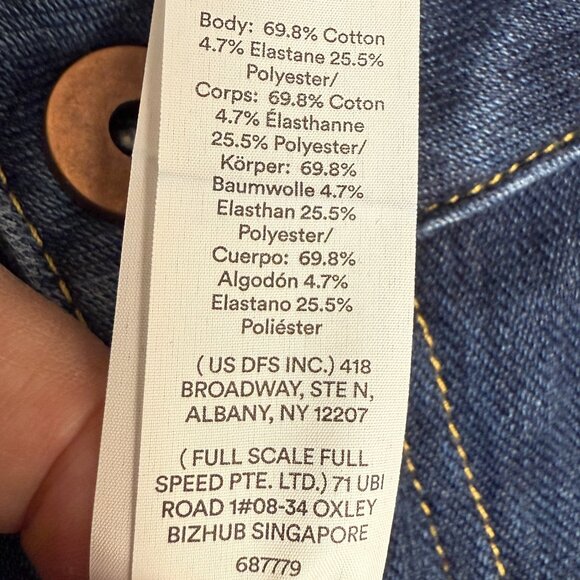 Body: 69.8% Cotton
4.7% Elastane 25.5%
Polyester/
Corps: 69.8% Coton
4.7% Élasthanne
25.5% Polyester/
Körper: 69.8%
Baumwolle 4.7%
Elasthan 25.5%
Polyester/
Cuerpo: 69.8%
Algodón 4.7%
Elastano 25.5%
Poliéster
( US DFS INC.) 418
BROADWAY, STE N,
ALBANY, NY 12207
( FULL SCALE FULL
SPEED PTE. LTD.) 71 UBI
ROAD 1#08-34 OXLEY
BIZHUB SINGAPORE
687779